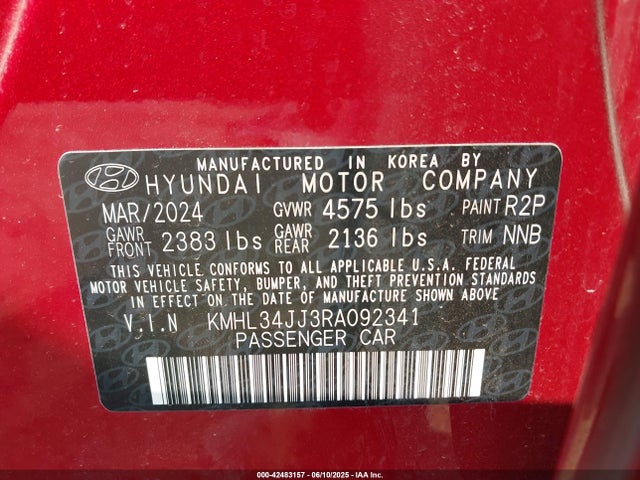 MANUFACTURED IN KOREA BY
HYUNDAI MOTOR COMPANY
MAR/2024 GVWR 4575 lbs PAINT R2P
GAWR FRONT 2383 lbs GAWR REAR 2136 lbs TRIM NNB
THIS VEHICLE CONFORMS TO ALL APPLICABLE U.S.A. FEDERAL
MOTOR VEHICLE SAFETY, BUMPER, AND THEFT PREVENTION STANDARDS
IN EFFECT ON THE DATE OF MANUFACTURE SHOWN ABOVE
V.I.N KMHL34JJ3RA092341
PASSENGER CAR
000-42483157 - 06/10/2025 - IAA Inc.